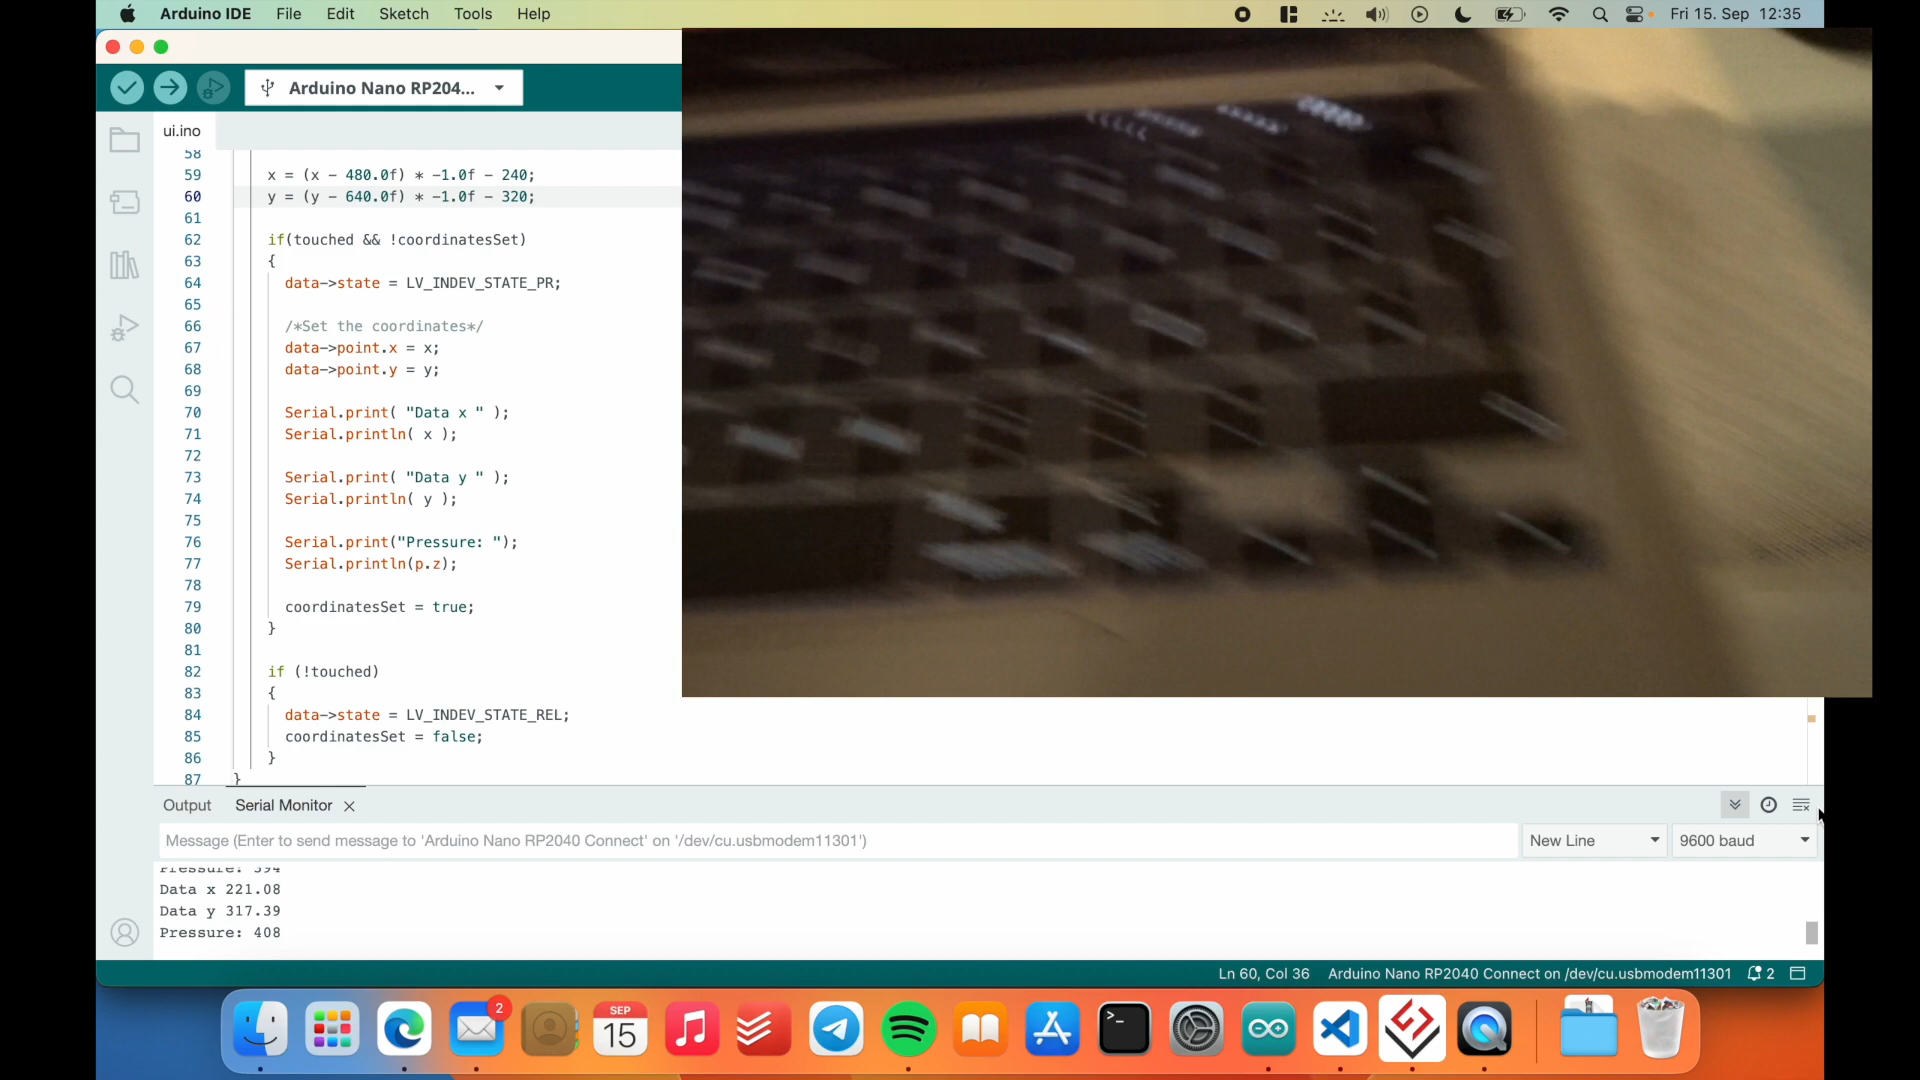 Arduino IDE File Edit Sketch Tools Help Fri 15. Sep 12:35
Arduino Nano RP204...
ui.ino
58
59 x = (x - 480.0f) * -1.0f - 240;
60 y = (y - 640.0f) * -1.0f - 320;
61
62 if(touched && !coordinatesSet)
63 {
64 data->state = LV_INDEV_STATE_PR;
65
66 /*Set the coordinates*/
67 data->point.x = x;
68 data->point.y = y;
69
70 Serial.print( "Data x " );
71 Serial.println( x );
72
73 Serial.print( "Data y " );
74 Serial.println( y );
75
76 Serial.print("Pressure: ");
77 Serial.println(p.z);
78
79 coordinatesSet = true;
80 }
81
82 if (!touched)
83 {
84 data->state = LV_INDEV_STATE_REL;
85 coordinatesSet = false;
86 }
87 }
Output Serial Monitor
Message (Enter to send message to 'Arduino Nano RP2040 Connect' on '/dev/cu.usbmodem11301') New Line 9600 baud
Pressure: 394
Data x 221.08
Data y 317.39
Pressure: 408
Ln 60, Col 36 Arduino Nano RP2040 Connect on /dev/cu.usbmodem11301 2
2
SEP
15